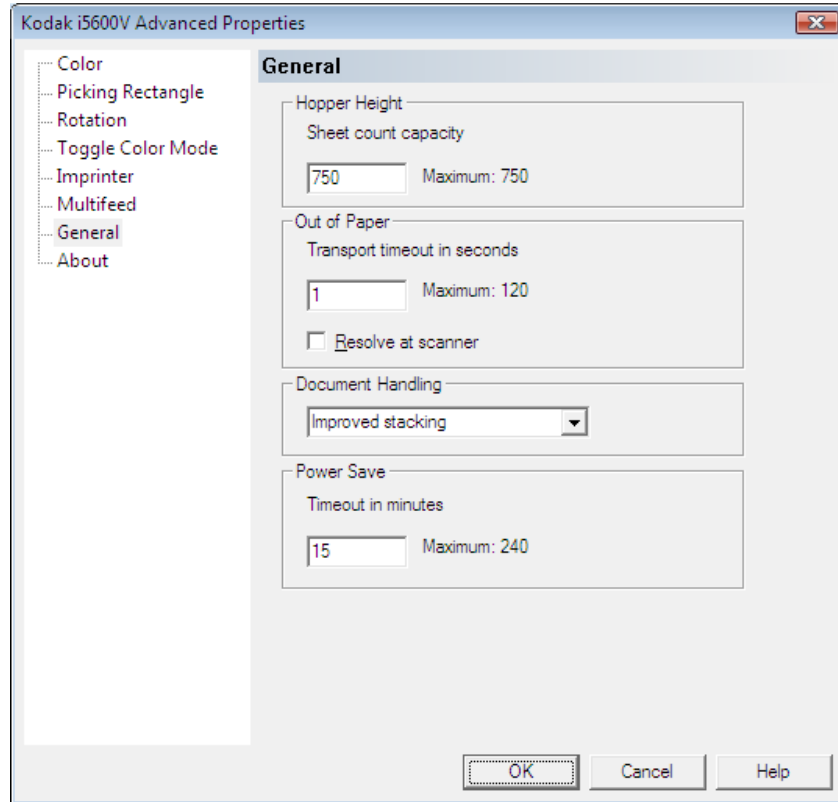 Kodak i5600V Advanced Properties
Color
Picking Rectangle
Rotation
Toggle Color Mode
Imprinter
Multifeed
General
About
General
Hopper Height
Sheet count capacity
750 Maximum: 750
Out of Paper
Transport timeout in seconds
1 Maximum: 120
Resolve at scanner
Document Handling
Improved stacking
Power Save
Timeout in minutes
15 Maximum: 240
OK Cancel Help